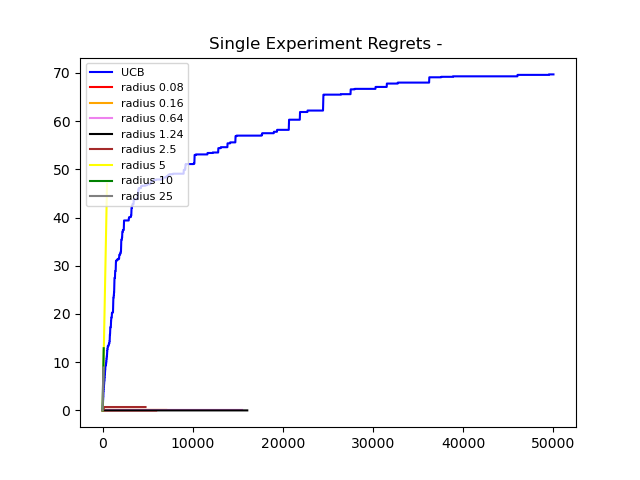 Single Experiment Regrets -
70
60
50
40
30
20
10
0
UCB
radius 0.08
radius 0.16
radius 0.64
radius 1.24
radius 2.5
radius 5
radius 10
radius 25
0 10000 20000 30000 40000 50000